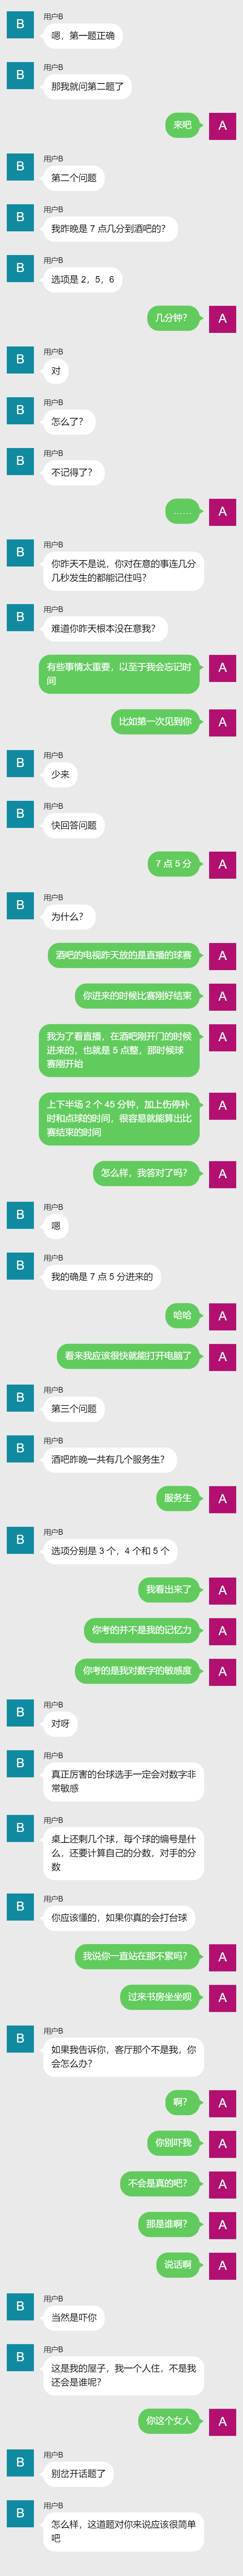 B
用户B
嗯，第一题正确
B
用户B
那我就问第二题了
来吧
A
B
用户B
第二个问题
B
用户B
我昨晚是 7 点几分到酒吧的？
B
用户B
选项是 2，5，6
几分钟？
A
B
用户B
对
B
用户B
怎么了？
B
用户B
不记得了？
……
A
B
用户B
你昨天不是说，你对在意的事连几分
几秒发生的都能记住吗？
B
用户B
难道你昨天根本没在意我？
有些事情太重要，以至于我会忘记时
间
A
比如第一次见到你
A
B
用户B
少来
B
用户B
快回答问题
7 点 5 分
A
B
用户B
为什么？
酒吧的电视昨天放的是直播的球赛
A
你进来的时候比赛刚好结束
A
我为了看直播，在酒吧刚开门的时候
进来的，也就是 5 点整，那时候球
赛刚开始
A
上下半场 2 个 45 分钟，加上伤停补
时和点球的时间，很容易就能算出比
赛结束的时间
A
怎么样，我答对了吗？
A
B
用户B
嗯
B
用户B
我的确是 7 点 5 分进来的
哈哈
A
看来我应该很快就能打开电脑了
A
B
用户B
第三个问题
B
用户B
酒吧昨晚一共有几个服务生？
服务生
A
B
用户B
选项分别是 3 个，4 个和 5 个
我看出来了
A
你考的并不是我的记忆力
A
你考的是我对数字的敏感度
A
B
用户B
对呀
B
用户B
真正厉害的台球选手一定会对数字非
常敏感
B
用户B
桌上还剩几个球，每个球的编号是什
么，还要计算自己的分数，对手的分
数
B
用户B
你应该懂的，如果你真的会打台球
我说你一直站在那不累吗？
A
过来书房坐坐呗
A
B
用户B
如果我告诉你，客厅那个不是我，你
会怎么办？
啊？
A
你别吓我
A
不会是真的吧？
A
那是谁啊？
A
说话啊
A
B
用户B
当然是吓你
B
用户B
这是我的屋子，我一个人住，不是我
还会是谁呢？
你这个女人
A
B
用户B
别岔开话题了
B
用户B
怎么样，这道题对你来说应该很简单
吧